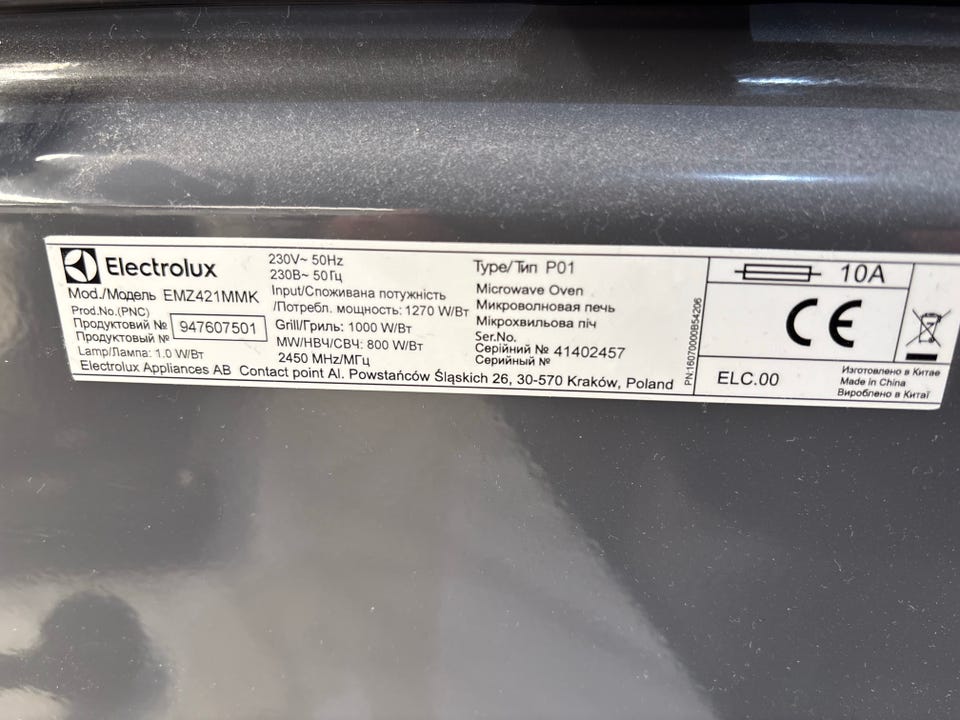 Electrolux
Mod./Модель EMZ421MMK
Prod.No.(PNC)
Продуктовий №
Продуктовый №
947607501
Lamp/Лампа: 1.0 W/Вт
230V~ 50Hz
230В~ 50Гц
Input/Споживана потужність
/Потребл. мощность: 1270 W/Вт
Grill/Гриль: 1000 W/Вт
MW/НВЧ/СВЧ: 800 W/Вт
2450 MHz/МГц
Type/Тип P01
Microwave Oven
Микроволновая печь
Мікрохвильова піч
Ser.No.
Серійний № 41402457
Серийный №
Electrolux Appliances AB Contact point Al. Powstańców Śląskich 26, 30-570 Kraków, Poland
PN:16070000B54206
10A
CE
ELC.00
Изготовлено в Китае
Made in China
Вироблено в Китаї